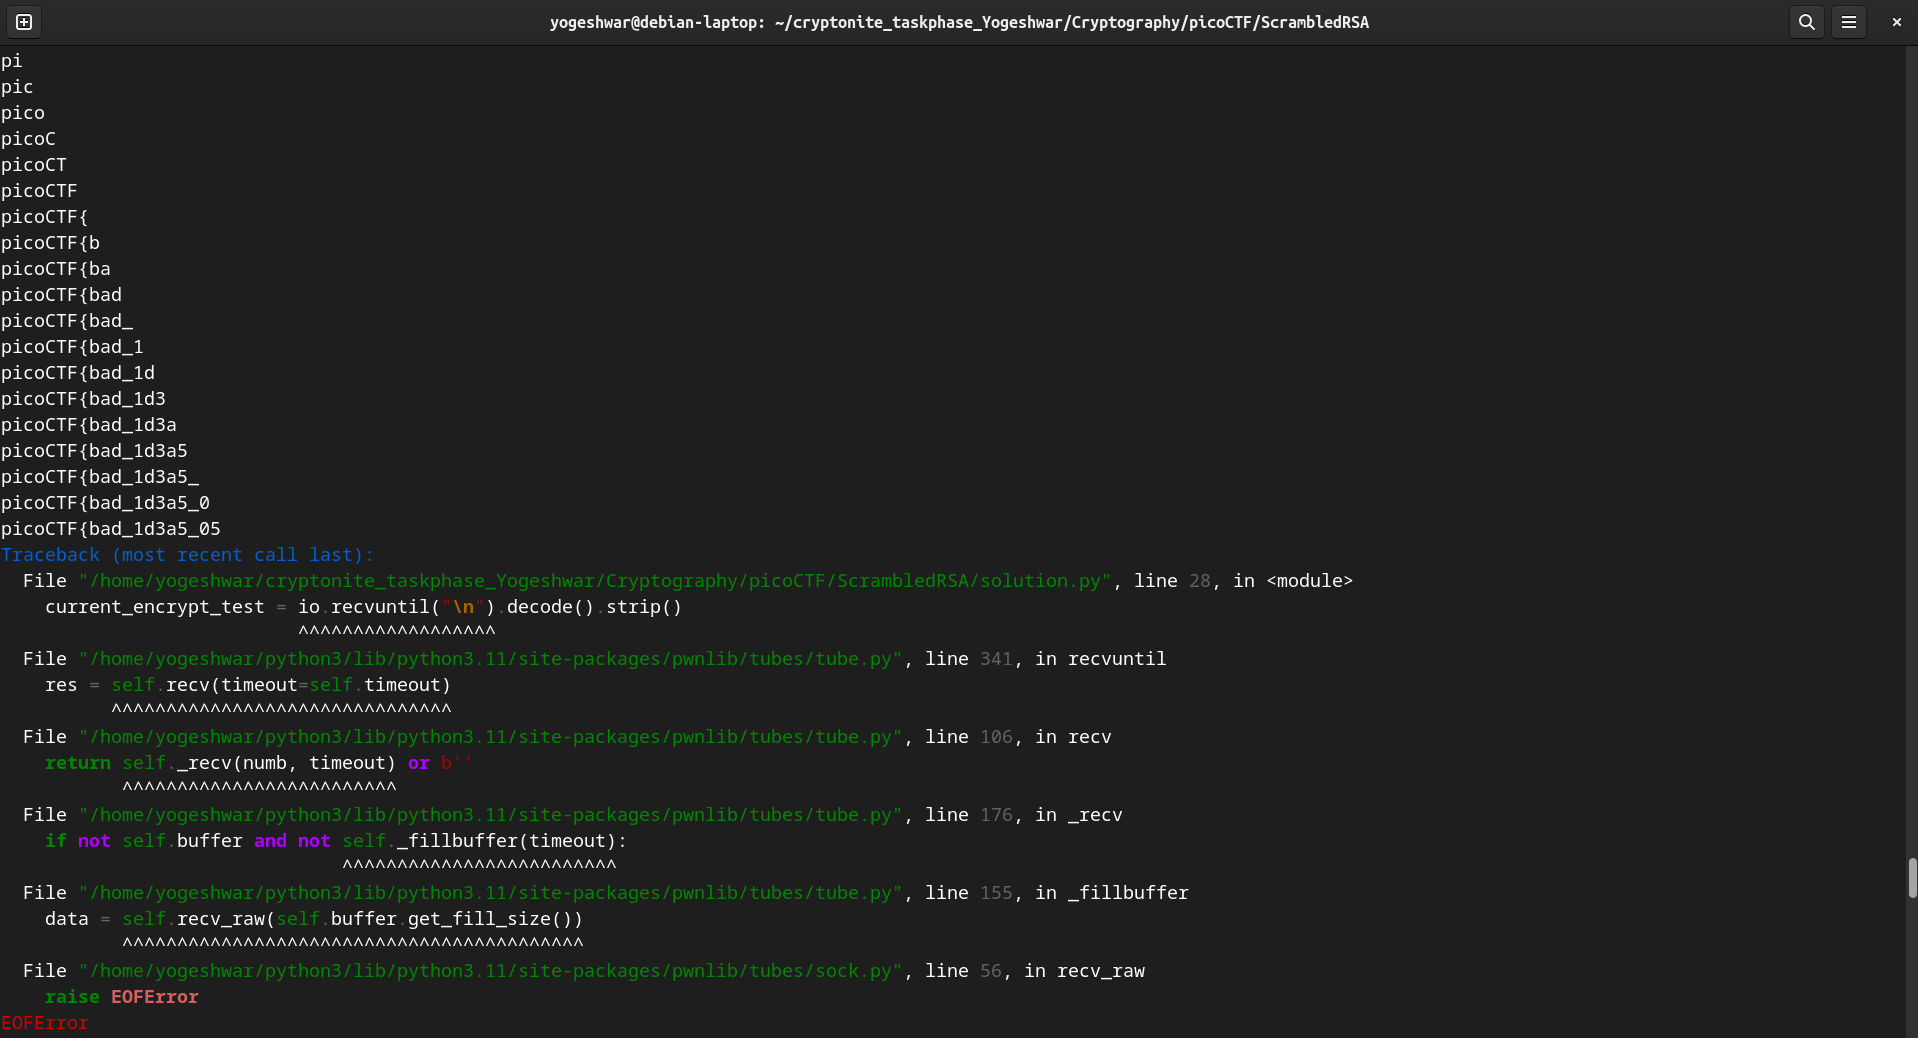 yogeshwar@debian-laptop: ~/cryptonite_taskphase_Yogeshwar/Cryptography/picoCTF/ScrambledRSA
pi
pic
pico
picoC
picoCT
picoCTF
picoCTF{
picoCTF{b
picoCTF{ba
picoCTF{bad
picoCTF{bad_
picoCTF{bad_1
picoCTF{bad_1d
picoCTF{bad_1d3
picoCTF{bad_1d3a
picoCTF{bad_1d3a5
picoCTF{bad_1d3a5_
picoCTF{bad_1d3a5_0
picoCTF{bad_1d3a5_05
Traceback (most recent call last):
  File "/home/yogeshwar/cryptonite_taskphase_Yogeshwar/Cryptography/picoCTF/ScrambledRSA/solution.py", line 28, in <module>
    current_encrypt_test = io.recvuntil("\n").decode().strip()
                           ^^^^^^^^^^^^^^^^^^
  File "/home/yogeshwar/python3/lib/python3.11/site-packages/pwnlib/tubes/tube.py", line 341, in recvuntil
    res = self.recv(timeout=self.timeout)
          ^^^^^^^^^^^^^^^^^^^^^^^^^^^^^^^
  File "/home/yogeshwar/python3/lib/python3.11/site-packages/pwnlib/tubes/tube.py", line 106, in recv
    return self._recv(numb, timeout) or b''
           ^^^^^^^^^^^^^^^^^^^^^^^^^
  File "/home/yogeshwar/python3/lib/python3.11/site-packages/pwnlib/tubes/tube.py", line 176, in _recv
    if not self.buffer and not self._fillbuffer(timeout):
                               ^^^^^^^^^^^^^^^^^^^^^^^^^
  File "/home/yogeshwar/python3/lib/python3.11/site-packages/pwnlib/tubes/tube.py", line 155, in _fillbuffer
    data = self.recv_raw(self.buffer.get_fill_size())
           ^^^^^^^^^^^^^^^^^^^^^^^^^^^^^^^^^^^^^^^^^^
  File "/home/yogeshwar/python3/lib/python3.11/site-packages/pwnlib/tubes/sock.py", line 56, in recv_raw
    raise EOFError
EOFError